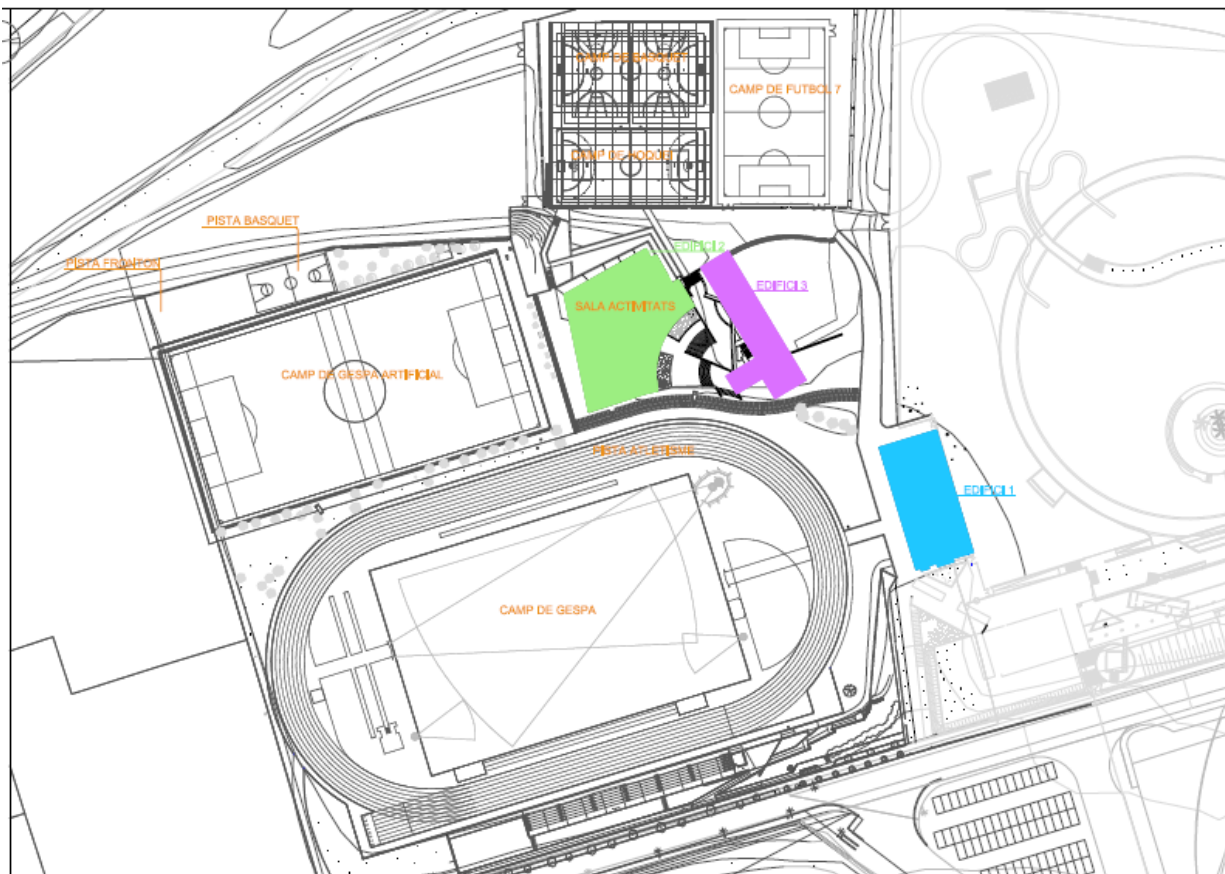 CAMP DE BASQUET
CAMP DE FUTBOL 7
CAMP DE HOQUEI
PISTA BASQUET
PISTA FRONTON
EDIFICI 2
EDIFICI 3
SALA ACTIVITATS
CAMP DE GESPA ARTIFICIAL
PISTA ATLETISME
EDIFICI 1
CAMP DE GESPA